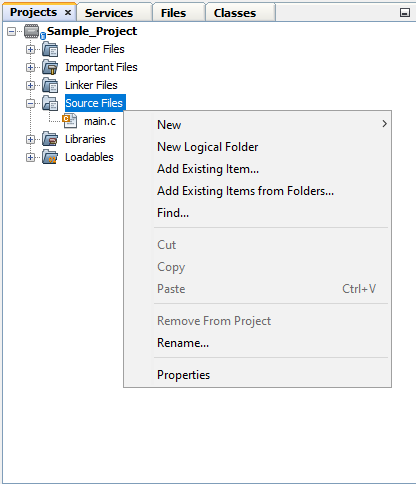 Projects × Services Files Classes
Sample_Project
Header Files
Important Files
Linker Files
Source Files
main.c
Libraries
Loadables
New >
New Logical Folder
Add Existing Item...
Add Existing Items from Folders...
Find...
Cut
Copy
Paste Ctrl+V
Remove From Project
Rename...
Properties